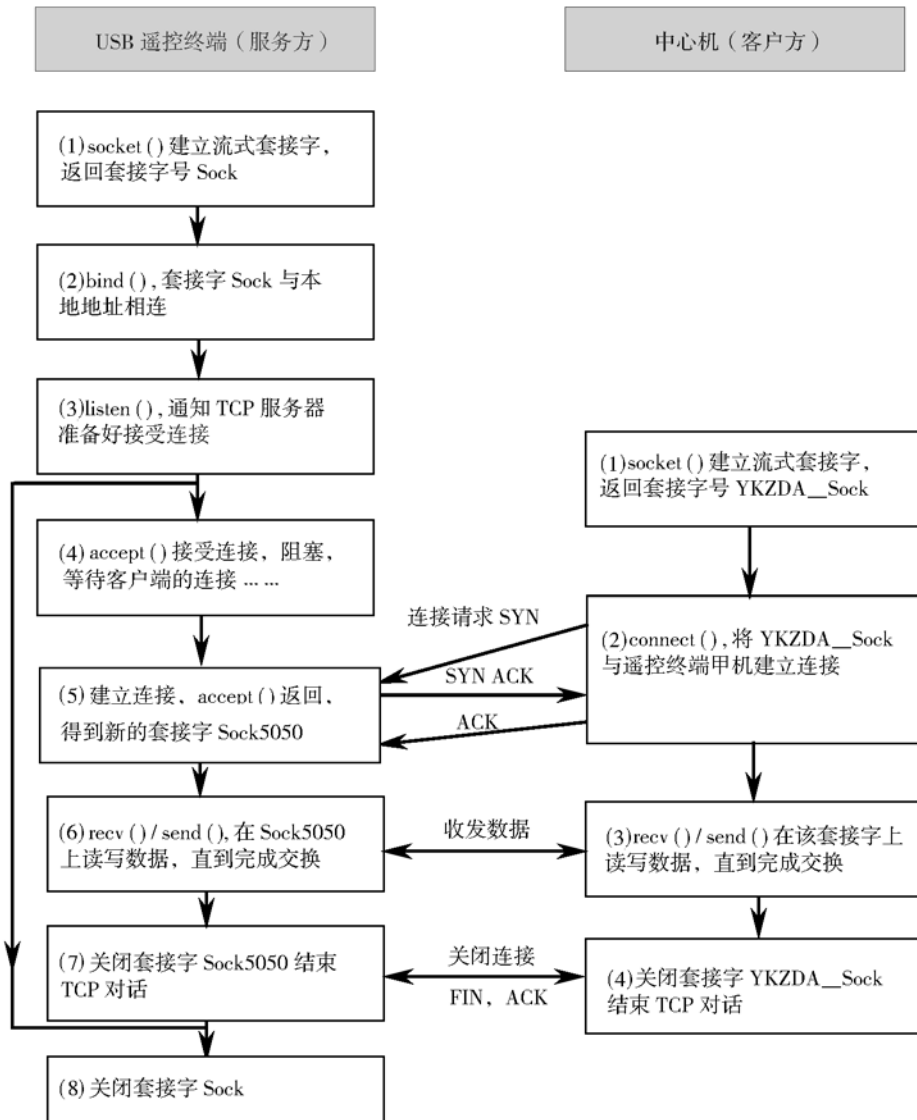 USB 遥控终端（服务方）
中心机（客户方）
(1)socket()建立流式套接字，
返回套接字号 Sock
(2)bind()，套接字 Sock 与本
地地址相连
(3)listen()，通知 TCP 服务器
准备好接受连接
(4) accept()接受连接，阻塞，
等待客户端的连接 ... ...
(5) 建立连接，accept()返回，
得到新的套接字 Sock5050
(6) recv()/send()，在 Sock5050
上读写数据，直到完成交换
(7) 关闭套接字 Sock5050 结束
TCP 对话
(8) 关闭套接字 Sock
连接请求 SYN
SYN ACK
ACK
收发数据
关闭连接
FIN，ACK
(1)socket()建立流式套接字，
返回套接字号 YKZDA__Sock
(2)connect()，将 YKZDA__Sock
与遥控终端甲机建立连接
(3)recv()/send()在该套接字上
读写数据，直到完成交换
(4)关闭套接字 YKZDA__Sock
结束 TCP 对话